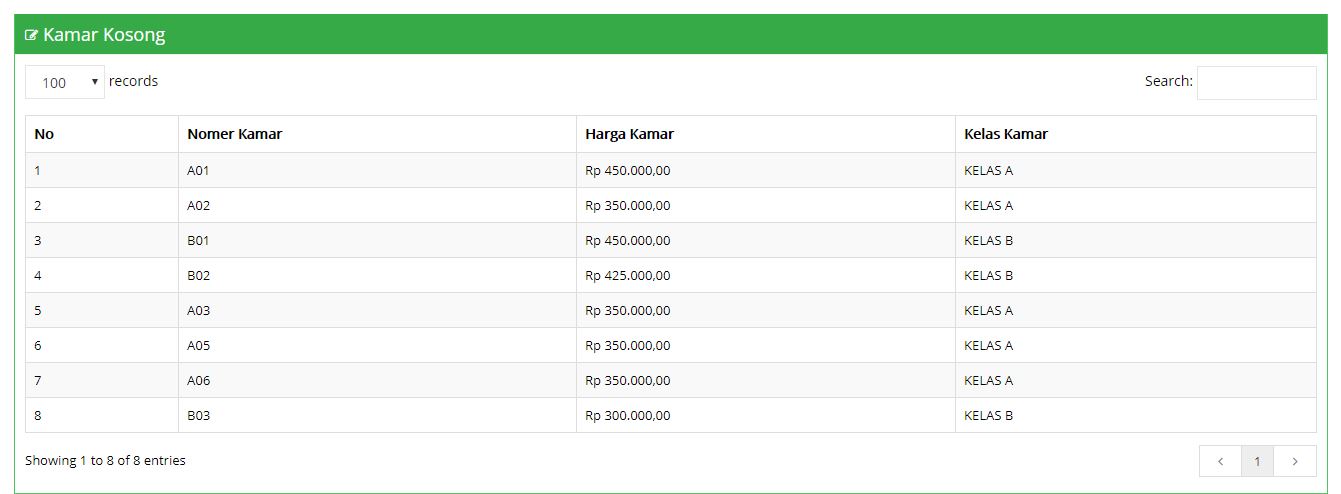 Kamar Kosong
100 records Search:
No Nomer Kamar Harga Kamar Kelas Kamar
1 A01 Rp 450.000,00 KELAS A
2 A02 Rp 350.000,00 KELAS A
3 B01 Rp 450.000,00 KELAS B
4 B02 Rp 425.000,00 KELAS B
5 A03 Rp 350.000,00 KELAS A
6 A05 Rp 350.000,00 KELAS A
7 A06 Rp 350.000,00 KELAS A
8 B03 Rp 300.000,00 KELAS B
Showing 1 to 8 of 8 entries 1